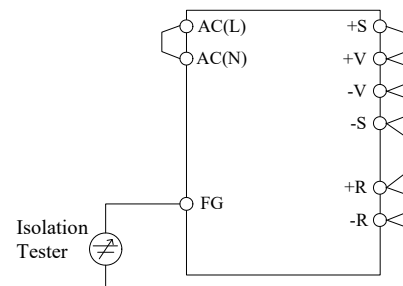 AC(L)
+S
AC(N)
+V
-V
-S
+R
FG
-R
Isolation
Tester